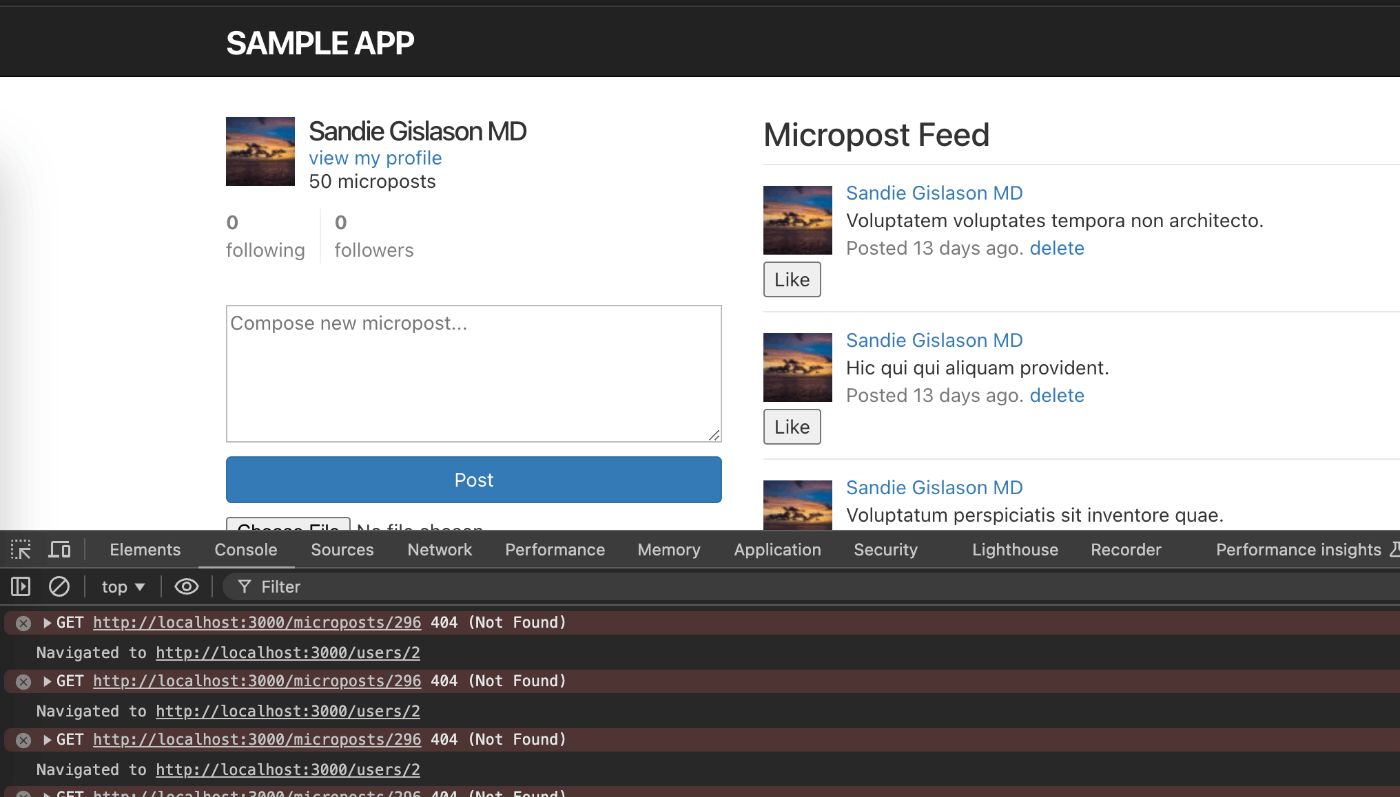 SAMPLE APP
Sandie Gislason MD
view my profile
50 microposts
0 0
following followers
Compose new micropost...
Post
Choose File No file chosen
Micropost Feed
Sandie Gislason MD
Voluptatem voluptates tempora non architecto.
Posted 13 days ago. delete
Like
Sandie Gislason MD
Hic qui qui aliquam provident.
Posted 13 days ago. delete
Like
Sandie Gislason MD
Voluptatum perspiciatis sit inventore quae.
Elements Console Sources Network Performance Memory Application Security Lighthouse Recorder Performance insights
top Filter
GET http://localhost:3000/microposts/296 404 (Not Found)
Navigated to http://localhost:3000/users/2
GET http://localhost:3000/microposts/296 404 (Not Found)
Navigated to http://localhost:3000/users/2
GET http://localhost:3000/microposts/296 404 (Not Found)
Navigated to http://localhost:3000/users/2
GET http://localhost:3000/microposts/296 404 (Not Found)